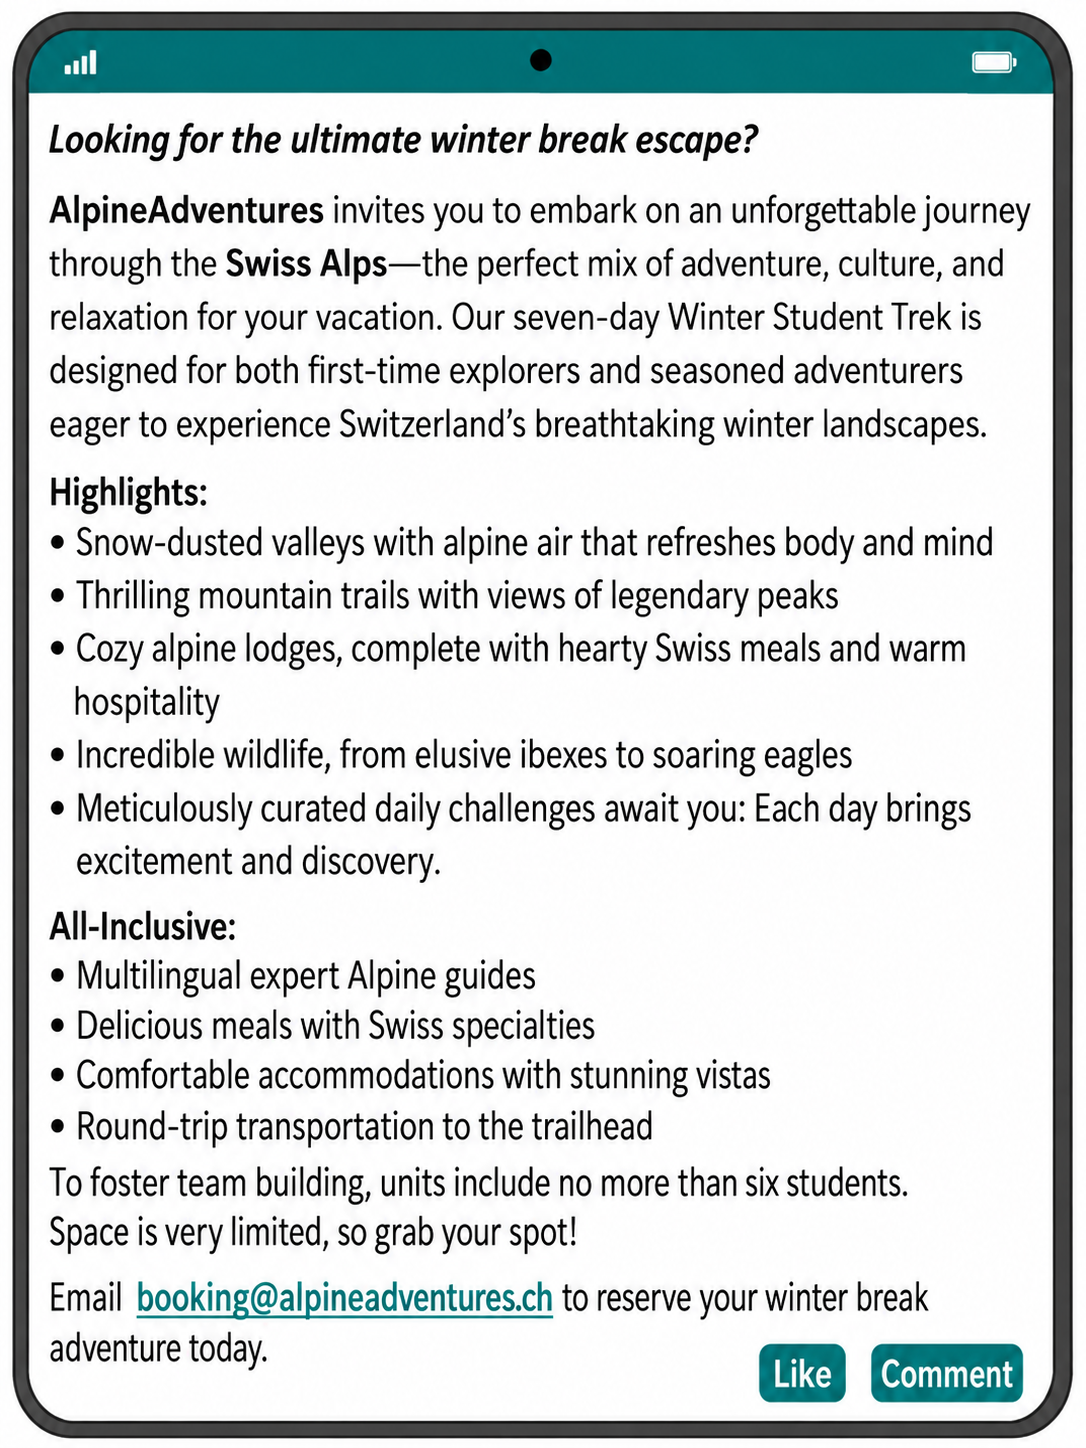 Looking for the ultimate winter break escape?
AlpineAdventures invites you to embark on an unforgettable journey
through the Swiss Alps—the perfect mix of adventure, culture, and
relaxation for your vacation. Our seven-day Winter Student Trek is
designed for both first-time explorers and seasoned adventurers
eager to experience Switzerland’s breathtaking winter landscapes.
Highlights:
• Snow-dusted valleys with alpine air that refreshes body and mind
• Thrilling mountain trails with views of legendary peaks
• Cozy alpine lodges, complete with hearty Swiss meals and warm
hospitality
• Incredible wildlife, from elusive ibexes to soaring eagles
• Meticulously curated daily challenges await you: Each day brings
excitement and discovery.
All-Inclusive:
• Multilingual expert Alpine guides
• Delicious meals with Swiss specialties
• Comfortable accommodations with stunning vistas
• Round-trip transportation to the trailhead
To foster team building, units include no more than six students.
Space is very limited, so grab your spot!
Email booking@alpineadventures.ch to reserve your winter break
adventure today.
Like Comment